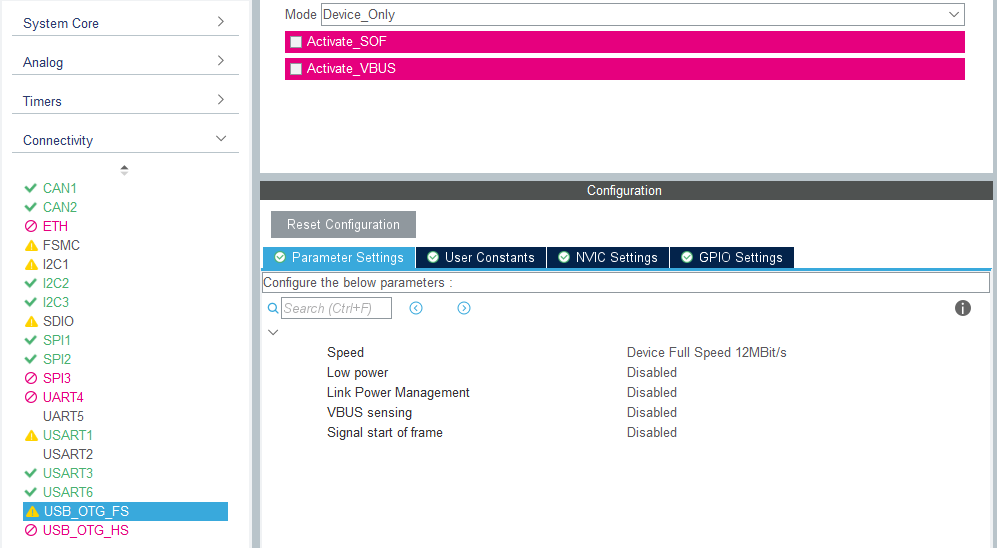 System Core
Analog
Timers
Connectivity
CAN1
CAN2
ETH
FSMC
I2C1
I2C2
I2C3
SDIO
SPI1
SPI2
SPI3
UART4
UART5
USART1
USART2
USART3
USART6
USB_OTG_FS
USB_OTG_HS
Mode Device_Only
Activate_SOF
Activate_VBUS
Configuration
Reset Configuration
Parameter Settings User Constants NVIC Settings GPIO Settings
Configure the below parameters :
Search (Ctrl+F)
Speed Device Full Speed 12MBit/s
Low power Disabled
Link Power Management Disabled
VBUS sensing Disabled
Signal start of frame Disabled